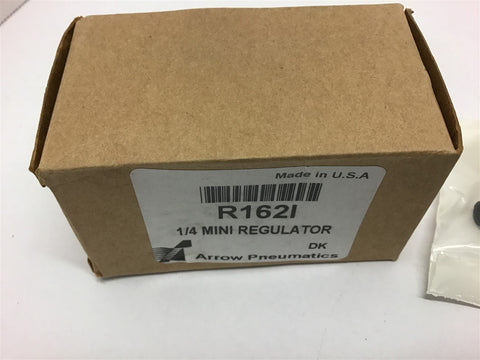 Made in U.S.A
R162I
1/4 MINI REGULATOR
DK
Arrow Pneumatics